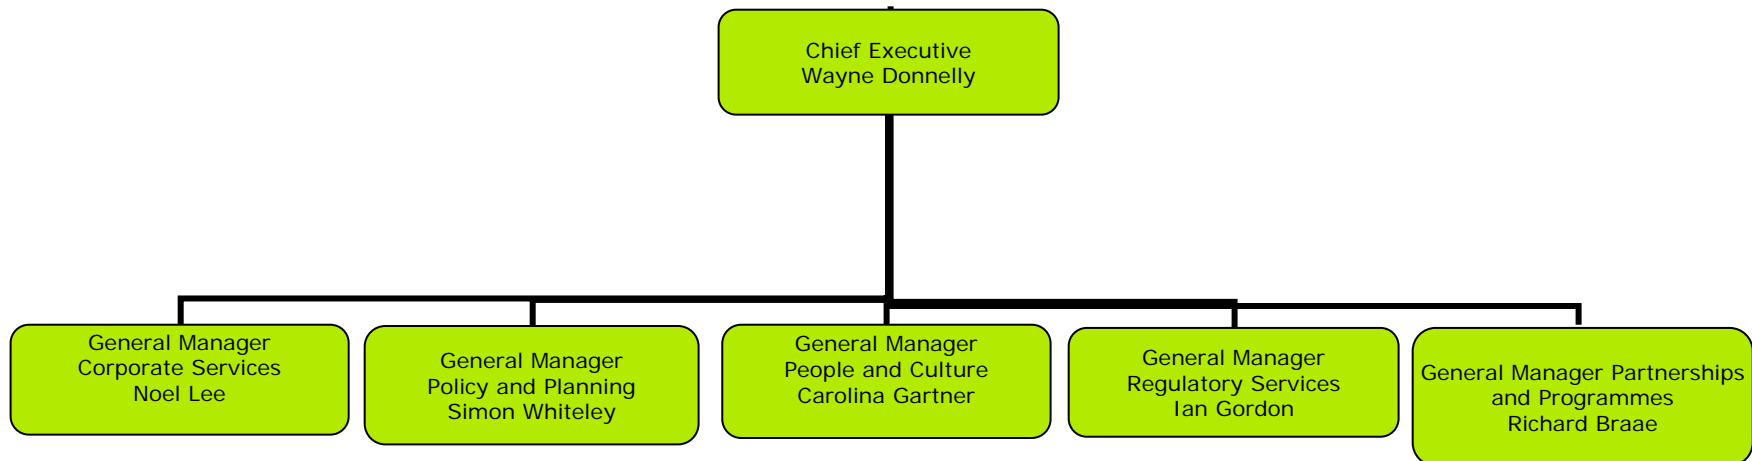 Chief Executive
Wayne Donnelly
General Manager
Corporate Services
Noel Lee
General Manager
Policy and Planning
Simon Whiteley
General Manager
People and Culture
Carolina Gartner
General Manager
Regulatory Services
Ian Gordon
General Manager Partnerships
and Programmes
Richard Braae